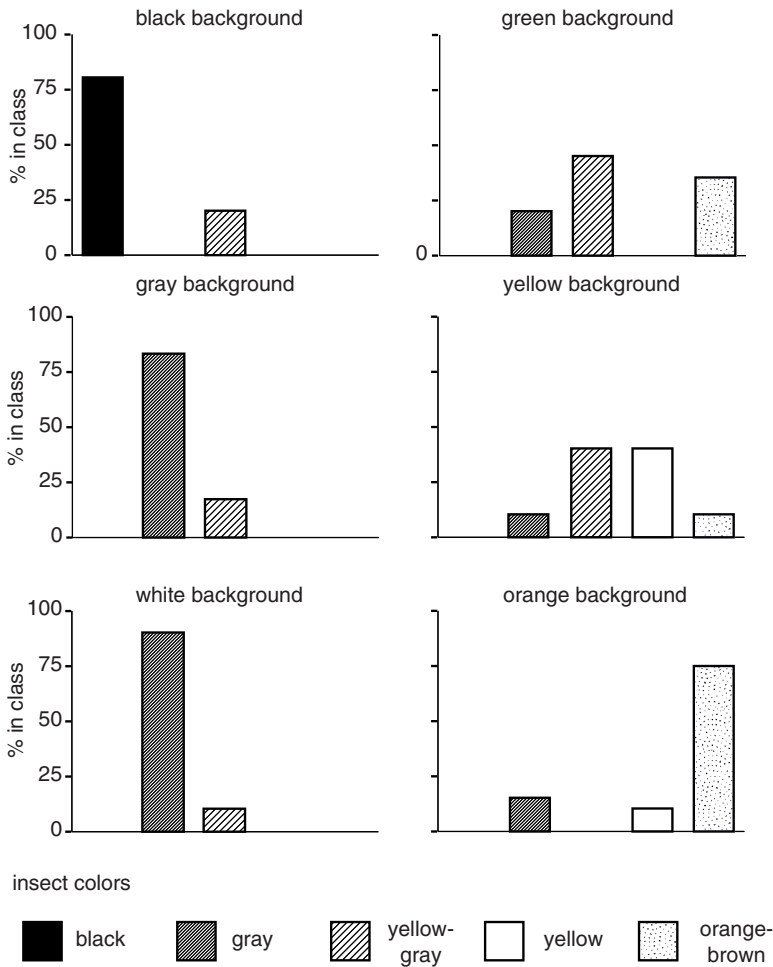 black background
green background
100
75
50
25
0
% in class
0
gray background
yellow background
100
75
50
25
0
% in class
white background
orange background
100
75
50
25
0
% in class
insect colors
black
gray
yellow-
gray
yellow
orange-
brown